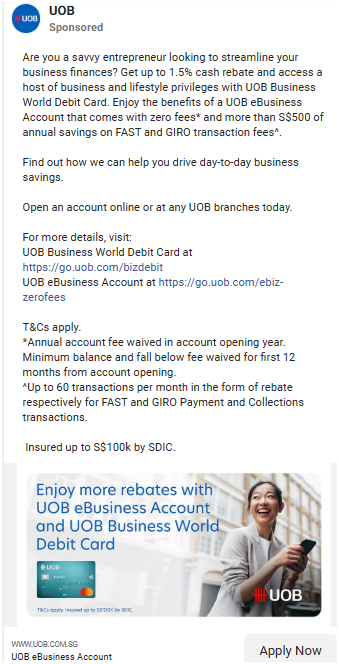 UOB
UOB
Sponsored
Are you a savvy entrepreneur looking to streamline your
business finances? Get up to 1.5% cash rebate and access a
host of business and lifestyle privileges with UOB Business
World Debit Card. Enjoy the benefits of a UOB eBusiness
Account that comes with zero fees* and more than S$500 of
annual savings on FAST and GIRO transaction fees^.
Find out how we can help you drive day-to-day business
savings.
Open an account online or at any UOB branches today.
For more details, visit:
UOB Business World Debit Card at
https://go.uob.com/bizdebit
UOB eBusiness Account at https://go.uob.com/ebiz-
zerofees
T&Cs apply.
*Annual account fee waived in account opening year.
Minimum balance and fall below fee waived for first 12
months from account opening.
^Up to 60 transactions per month in the form of rebate
respectively for FAST and GIRO Payment and Collections
transactions.
Insured up to S$100k by SDIC.
Enjoy more rebates with
UOB eBusiness Account
and UOB Business World
Debit Card
UOB
UOB
T&Cs apply. Insured up to S$100K by SDIC.
WWW.UOB.COM.SG
UOB eBusiness Account
Apply Now